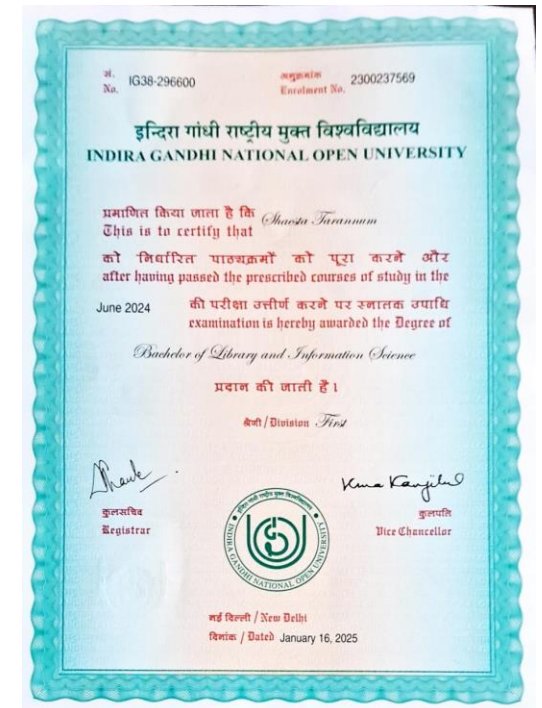 सं. No. IG38-296600
अनुक्रमांक Enrolment No. 2300237569
इन्दिरा गांधी राष्ट्रीय मुक्त विश्वविद्यालय
INDIRA GANDHI NATIONAL OPEN UNIVERSITY
प्रमाणित किया जाता है कि
This is to certify that Shaesta Tarannum
को निर्धारित पाठ्यक्रमों को पूरा करने और
after having passed the prescribed courses of study in the
June 2024 की परीक्षा उत्तीर्ण करने पर स्नातक उपाधि
examination is hereby awarded the Degree of
Bachelor of Library and Information Science
प्रदान की जाती है।
श्रेणी / Division First
Uma Kanjilal
कुलसचिव
Registrar
कुलपति
Vice Chancellor
INDIRA GANDHI NATIONAL OPEN UNIVERSITY
नई दिल्ली / New Delhi
दिनांक / Dated January 16, 2025